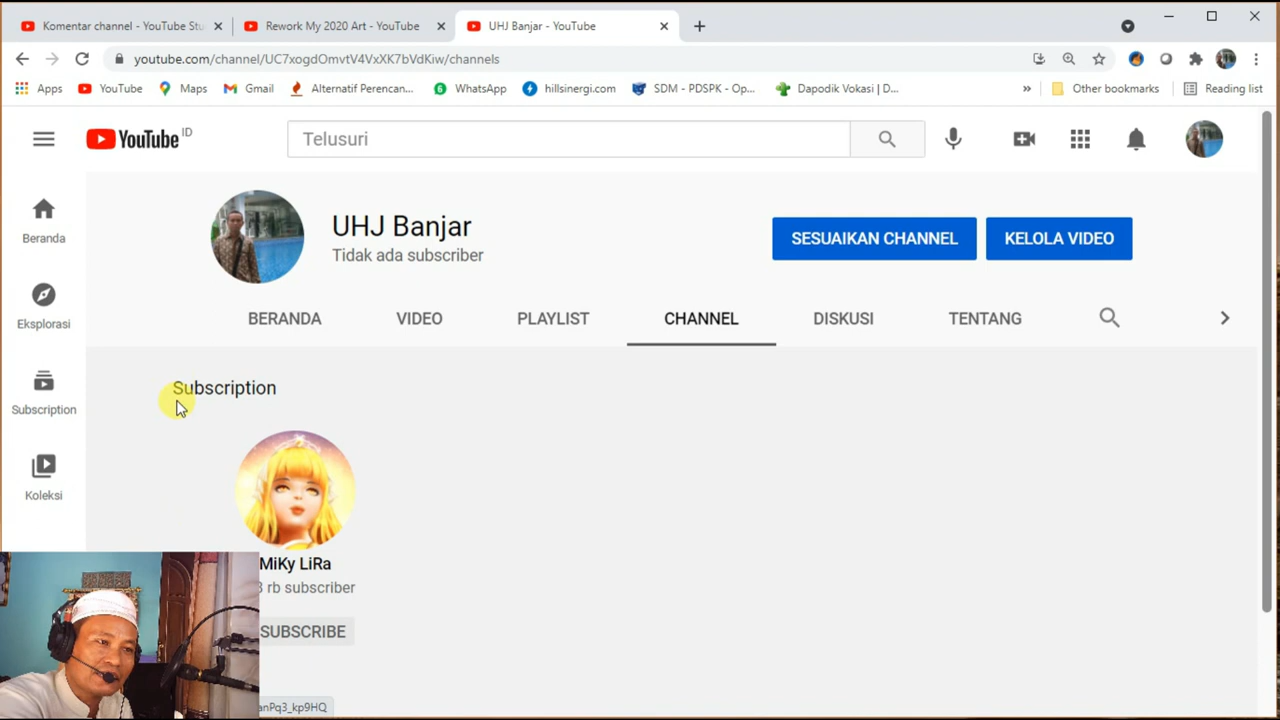 Komentar channel - YouTube Stu
Rework My 2020 Art - YouTube
UHJ Banjar - YouTube
youtube.com/channel/UC7xogdOmvtV4VxXK7bVdKiw/channels
Apps
YouTube
Maps
Gmail
Alternatif Perencan...
WhatsApp
hillsinergi.com
SDM - PDSPK - Op...
Dapodik Vokasi | D...
»
Other bookmarks
Reading list
YouTube ID
Telusuri
Beranda
Eksplorasi
Subscription
Koleksi
UHJ Banjar
Tidak ada subscriber
SESUAIKAN CHANNEL
KELOLA VIDEO
BERANDA
VIDEO
PLAYLIST
CHANNEL
DISKUSI
TENTANG
Subscription
MiKy LiRa
rb subscriber
SUBSCRIBE
anPq3_kp9HQ